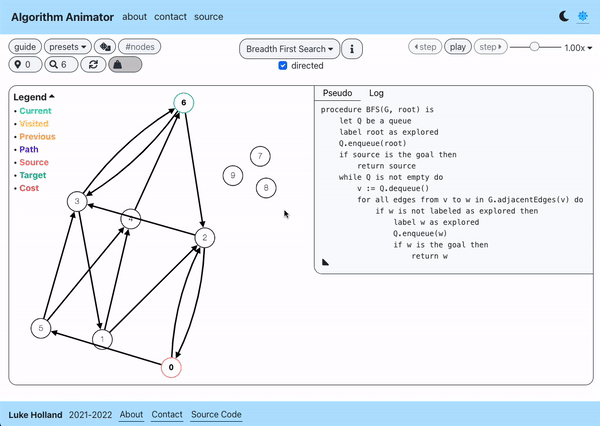 Algorithm Animator about contact source
guide presets #nodes Breadth First Search i step play step 1.00x
0 6 directed
Legend
• Current
• Visited
• Previous
• Path
• Source
• Target
• Cost
6
7
9
8
3
4
2
5
1
0
Pseudo Log
procedure BFS(G, root) is
let Q be a queue
label root as explored
Q.enqueue(root)
if source is the goal then
return source
while Q is not empty do
v := Q.dequeue()
for all edges from v to w in G.adjacentEdges(v) do
if w is not labeled as explored then
label w as explored
Q.enqueue(w)
if w is the goal then
return w
Luke Holland 2021-2022 About Contact Source Code